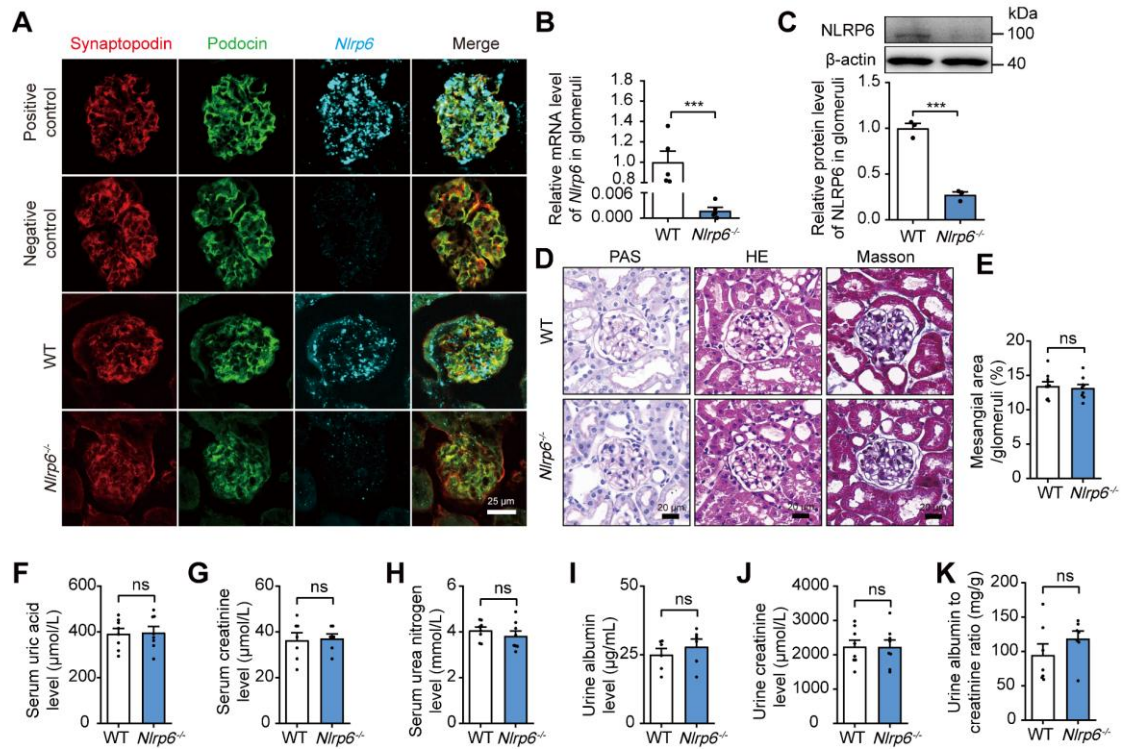 A
Synaptopodin Podocin Nlrp6 Merge
Positive
control
Negative
control
WT
Nlrp6-/-
25 μm
B
Relative mRNA level
of Nlrp6 in glomeruli
1.8
1.6
1.4
1.2
1.0
0.8
0.006
0.000
***
WT Nlrp6-/-
C
kDa
NLRP6 100
β-actin 40
Relative protein level
of NLRP6 in glomeruli
1.5
1.0
0.5
0.0
***
WT Nlrp6-/-
D
PAS HE Masson
WT
Nlrp6-/-
20 μm 20 μm 20 μm
E
Mesangial area
/glomeruli (%)
20
15
10
5
0
ns
WT Nlrp6-/-
F
Serum uric acid
level (μmol/L)
600
400
200
0
ns
WT Nlrp6-/-
G
Serum creatinine
level (μmol/L)
60
40
20
0
ns
WT Nlrp6-/-
H
Serum urea nitrogen
level (mmol/L)
6
4
2
0
ns
WT Nlrp6-/-
I
Urine albumin
level (μg/mL)
50
25
0
ns
WT Nlrp6-/-
J
Urine creatinine
level (μmol/L)
4000
3000
2000
1000
0
ns
WT Nlrp6-/-
K
Urine albumin to
creatinine ratio (mg/g)
200
150
100
50
0
ns
WT Nlrp6-/-